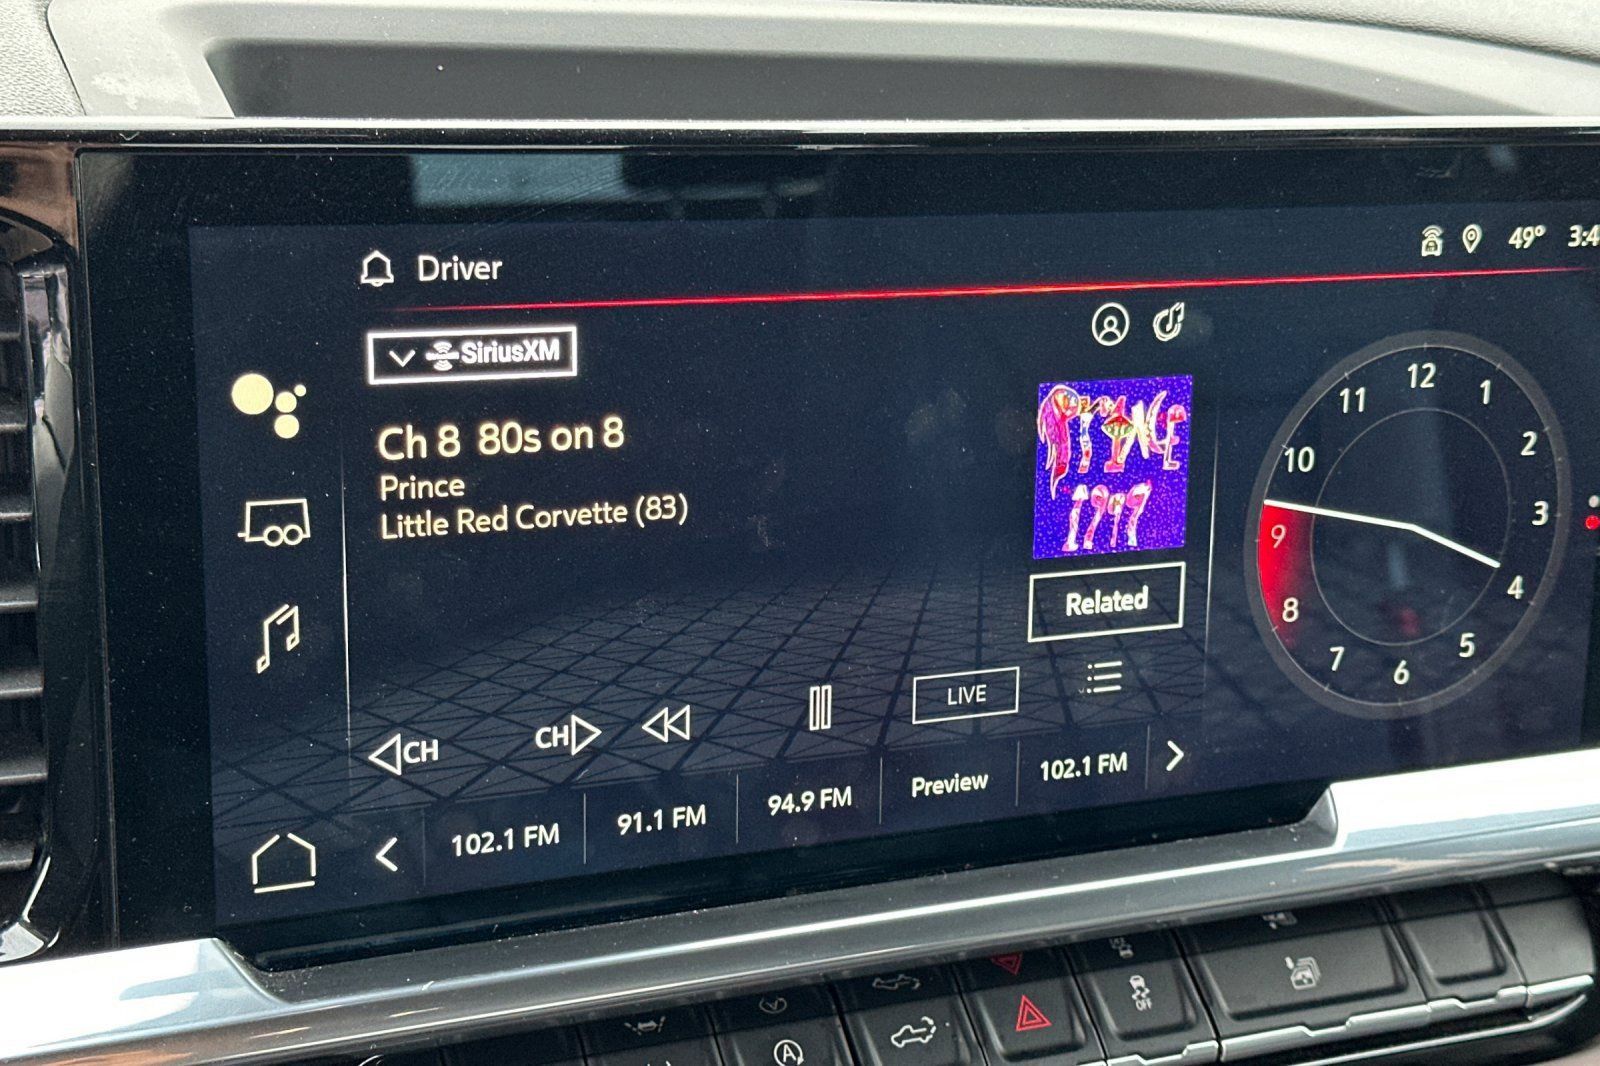 Driver
49° 3:4
SiriusXM
Ch 8 80s on 8
Prince
Little Red Corvette (83)
PRINCE
1999
Related
CH
CH
LIVE
102.1 FM
91.1 FM
94.9 FM
Preview
102.1 FM
12
1
2
3
4
5
6
7
8
9
10
11
A
OFF